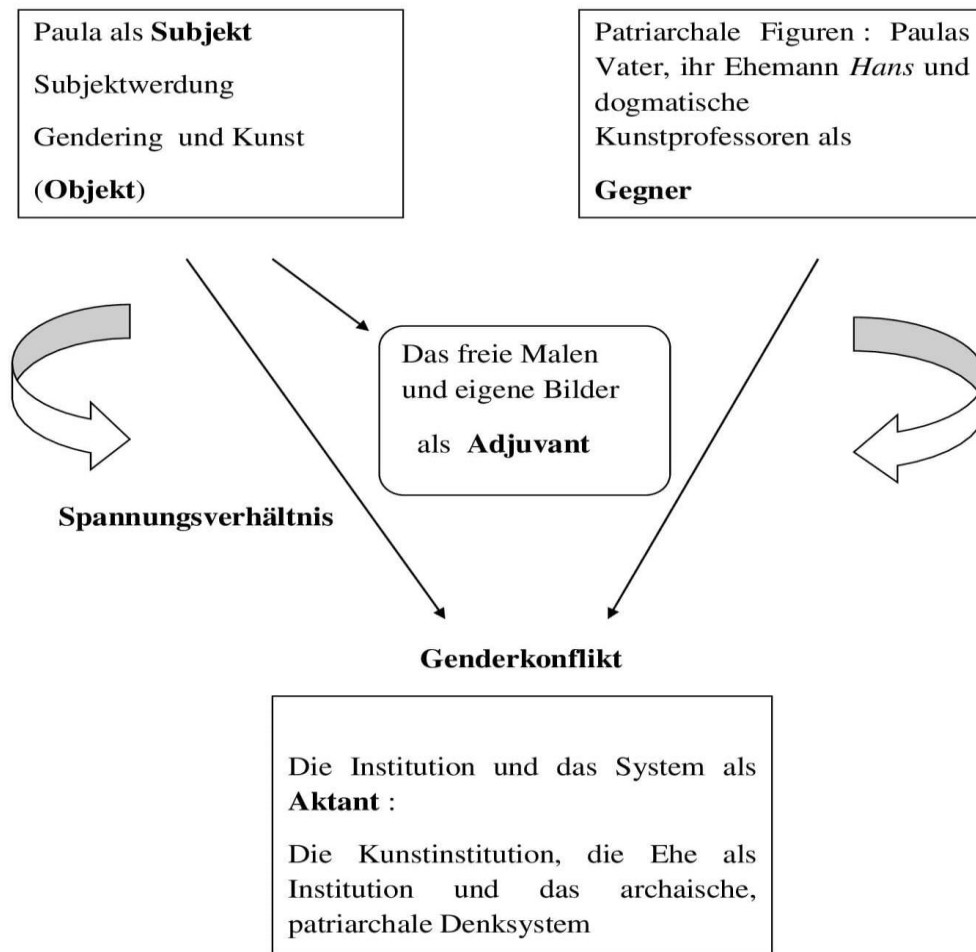 Paula als Subjekt
Subjektwerdung
Gendering und Kunst
(Objekt)
Patriarchale Figuren : Paulas
Vater, ihr Ehemann Hans und
dogmatische
Kunstprofessoren als
Gegner
Das freie Malen
und eigene Bilder
als Adjuvant
Spannungsverhältnis
Genderkonflikt
Die Institution und das System als
Aktant :
Die Kunstinstitution, die Ehe als
Institution und das archaische,
patriarchale Denksystem